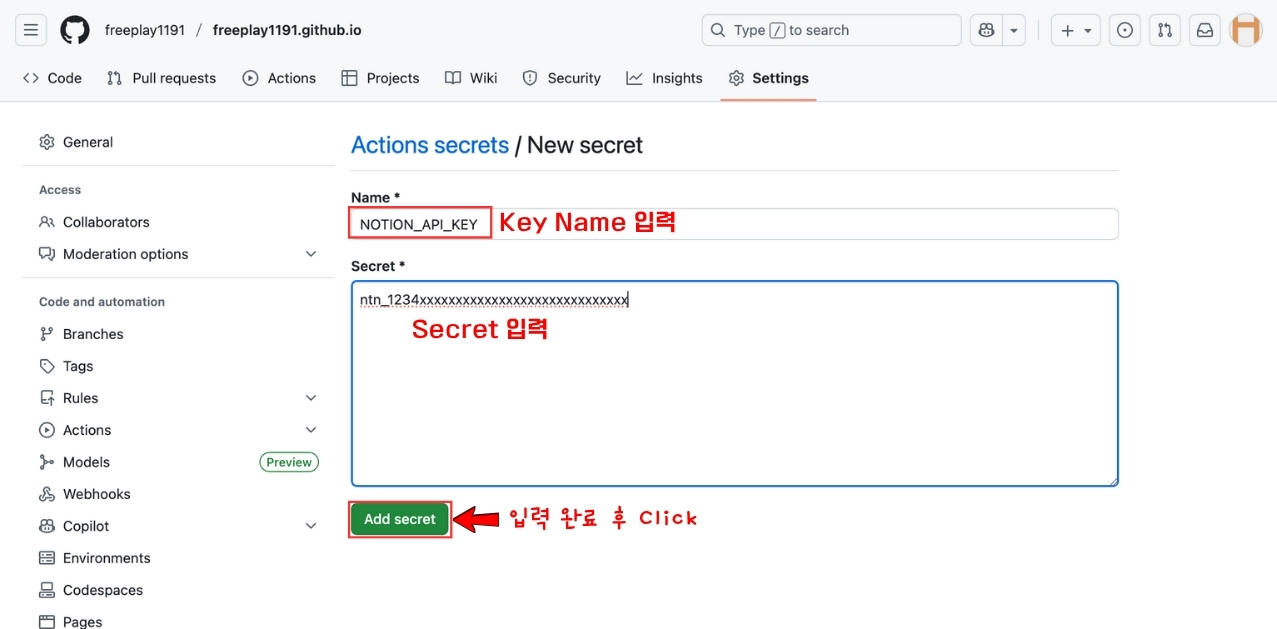 freeplay1191 / freeplay1191.github.io
Type / to search
Code Pull requests Actions Projects Wiki Security Insights Settings
General
Access
Collaborators
Moderation options
Code and automation
Branches
Tags
Rules
Actions
Models Preview
Webhooks
Copilot
Environments
Codespaces
Pages
Actions secrets / New secret
Name *
NOTION_API_KEY Key Name 입력
Secret *
ntn_1234xxxxxxxxxxxxxxxxxxxxxxxxxxxxx
Secret 입력
Add secret 입력 완료 후 Click